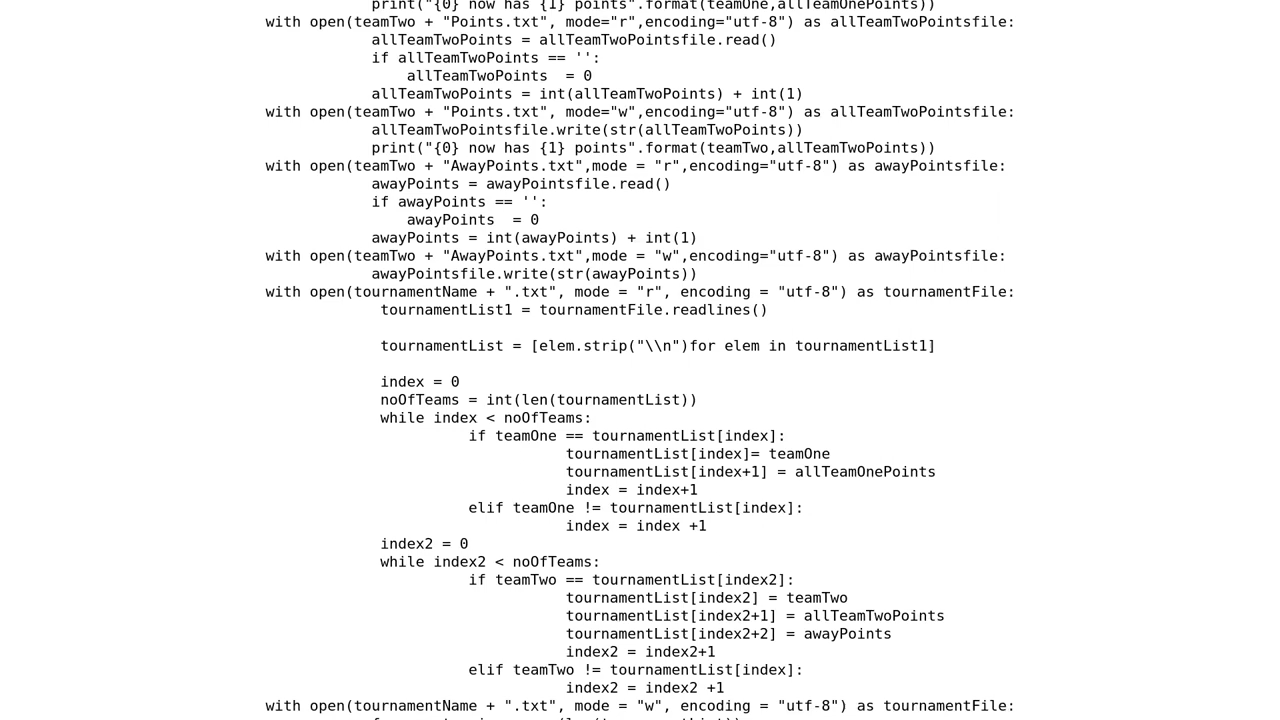 print("{0} now has {1} points".format(teamOne,allTeamOnePoints))
with open(teamTwo + "Points.txt", mode="r",encoding="utf-8") as allTeamTwoPointsfile:
            allTeamTwoPoints = allTeamTwoPointsfile.read()
            if allTeamTwoPoints == '':
                allTeamTwoPoints  = 0
            allTeamTwoPoints = int(allTeamTwoPoints) + int(1)
with open(teamTwo + "Points.txt", mode="w",encoding="utf-8") as allTeamTwoPointsfile:
            allTeamTwoPointsfile.write(str(allTeamTwoPoints))
            print("{0} now has {1} points".format(teamTwo,allTeamTwoPoints))
with open(teamTwo + "AwayPoints.txt",mode = "r",encoding="utf-8") as awayPointsfile:
            awayPoints = awayPointsfile.read()
            if awayPoints == '':
                awayPoints  = 0
            awayPoints = int(awayPoints) + int(1)
with open(teamTwo + "AwayPoints.txt",mode = "w",encoding="utf-8") as awayPointsfile:
            awayPointsfile.write(str(awayPoints))
with open(tournamentName + ".txt", mode = "r", encoding = "utf-8") as tournamentFile:
             tournamentList1 = tournamentFile.readlines()
             tournamentList = [elem.strip("\\n")for elem in tournamentList1]
             index = 0
             noOfTeams = int(len(tournamentList))
             while index < noOfTeams:
                       if teamOne == tournamentList[index]:
                                  tournamentList[index]= teamOne
                                  tournamentList[index+1] = allTeamOnePoints
                                  index = index+1
                       elif teamOne != tournamentList[index]:
                                  index = index +1
             index2 = 0
             while index2 < noOfTeams:
                       if teamTwo == tournamentList[index2]:
                                  tournamentList[index2] = teamTwo
                                  tournamentList[index2+1] = allTeamTwoPoints
                                  tournamentList[index2+2] = awayPoints
                                  index2 = index2+1
                       elif teamTwo != tournamentList[index]:
                                  index2 = index2 +1
with open(tournamentName + ".txt", mode = "w", encoding = "utf-8") as tournamentFile: